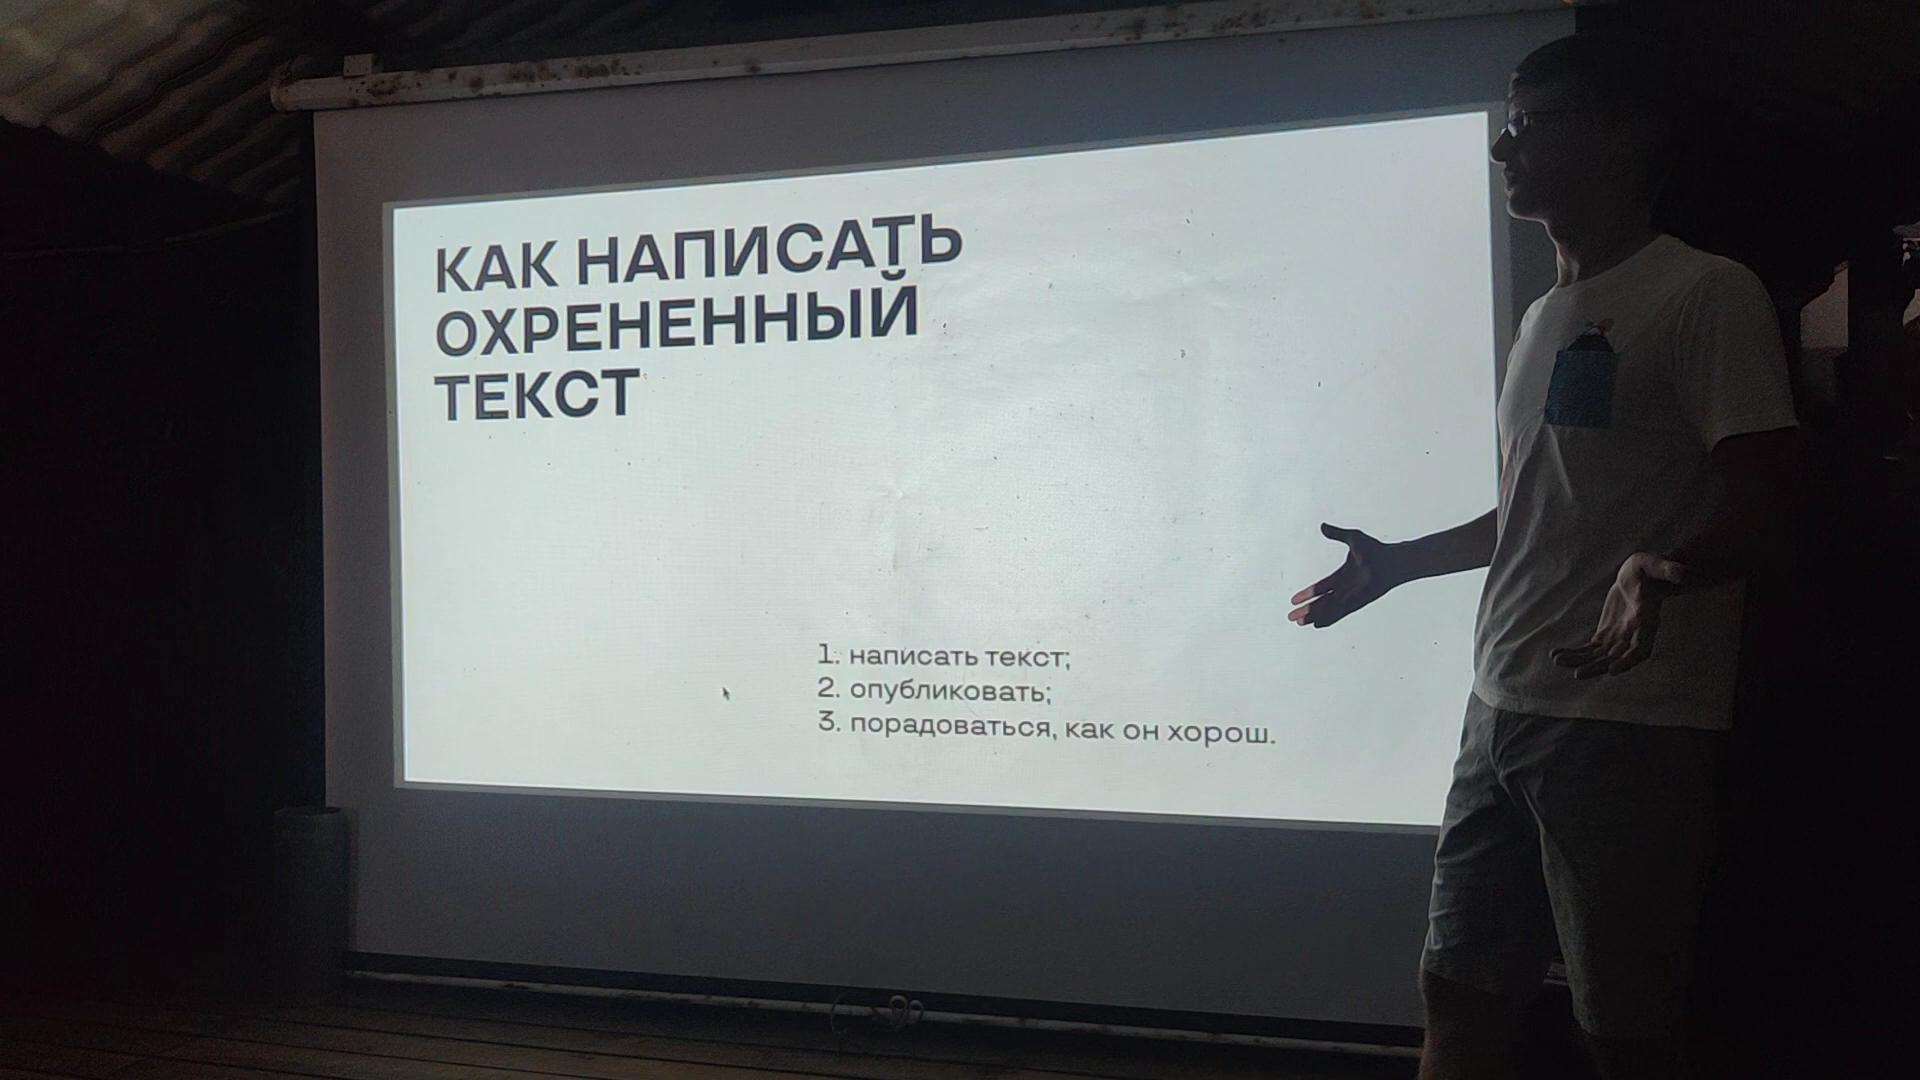 КАК НАПИСАТЬ
ОХРЕНЕННЫЙ
ТЕКСТ
1. написать текст;
2. опубликовать;
3. порадоваться, как он хорош.